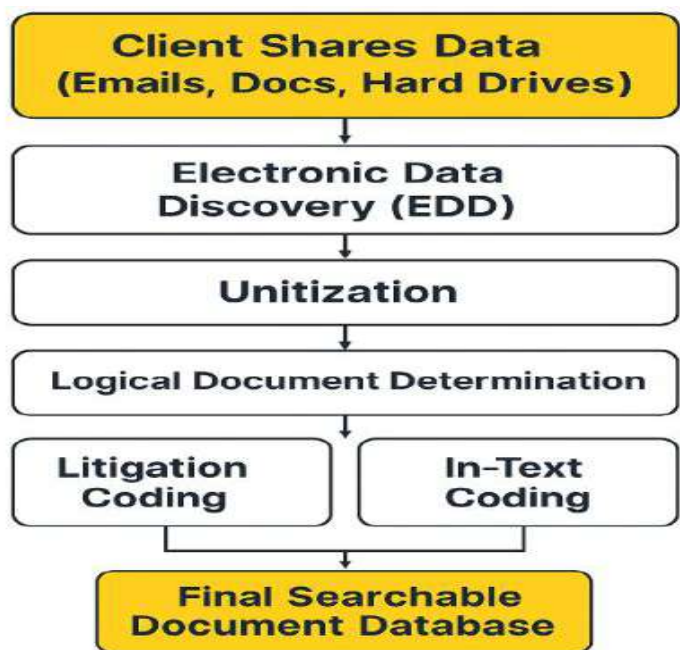 Client Shares Data
(Emails, Docs, Hard Drives)
Electronic Data
Discovery (EDD)
Unitization
Logical Document Determination
Litigation
Coding
In-Text
Coding
Final Searchable
Document Database